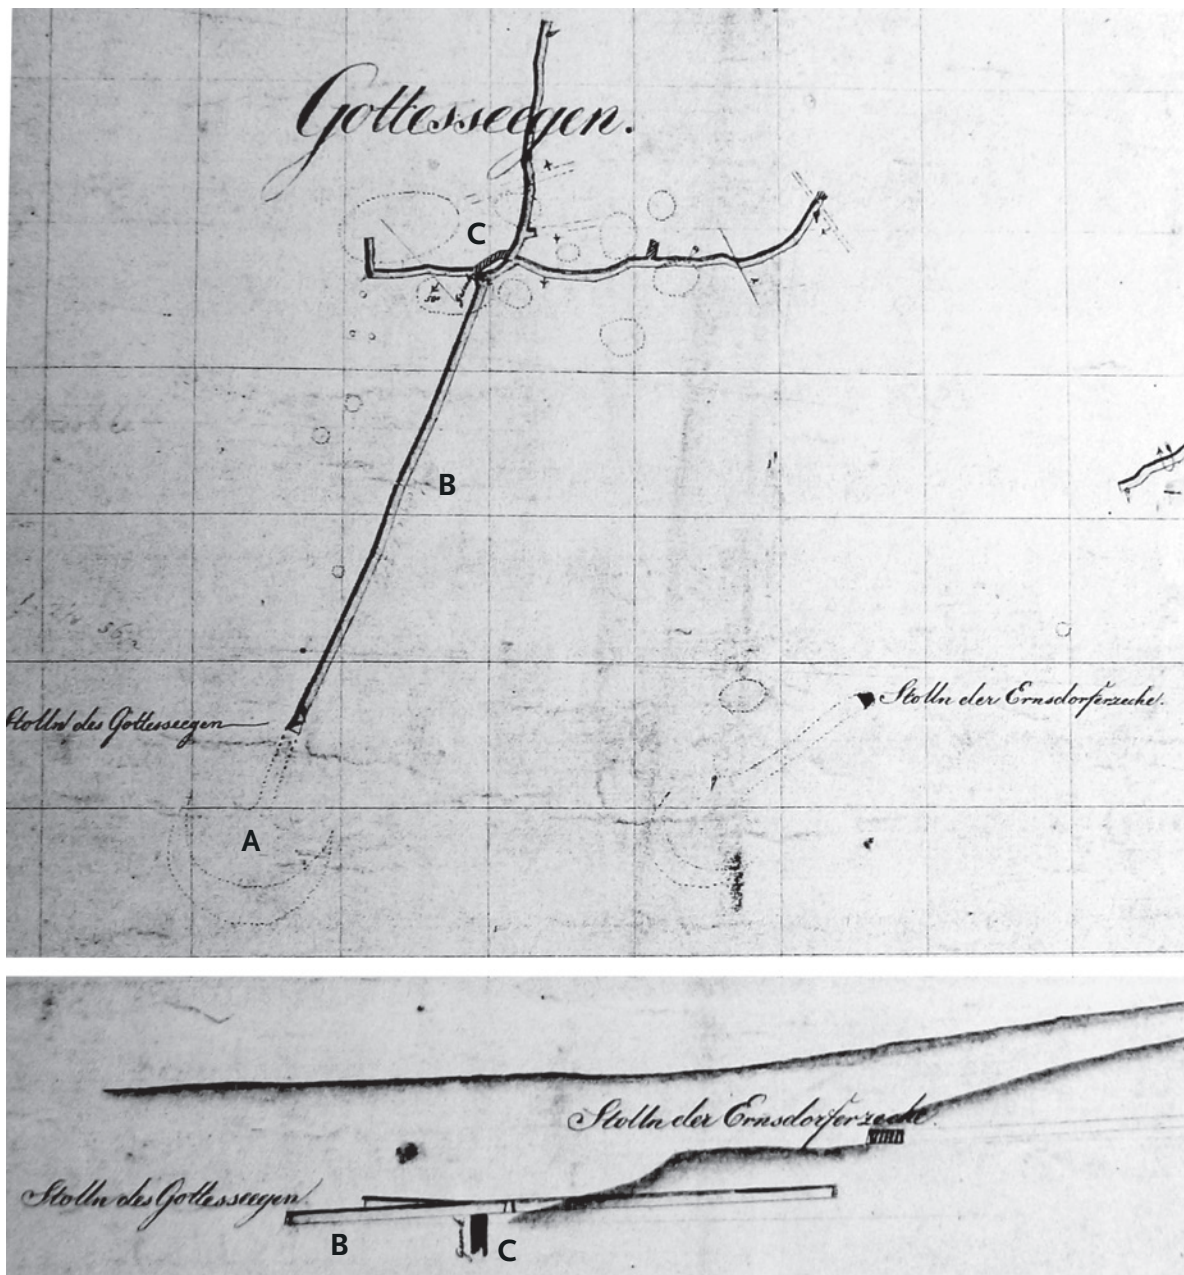 Gottesseegen.
C
B
Stolln des Gottesseegen
Stolln der Ernsdorferzeche.
A
Stolln der Ernsdorferzeche.
Stolln des Gottesseegen.
B
C